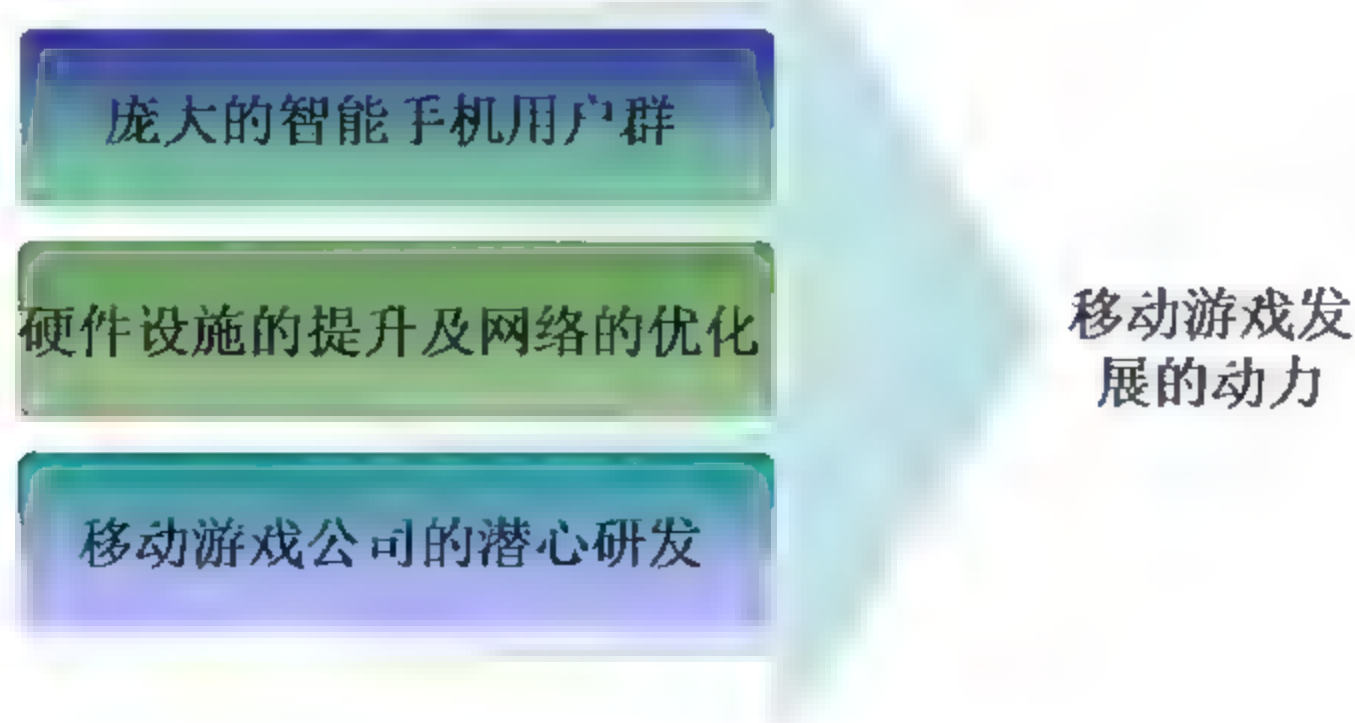 庞大的智能手机用户群
硬件设施的提升及网络的优化
移动游戏公司的潜心研发
移动游戏发
展的动力